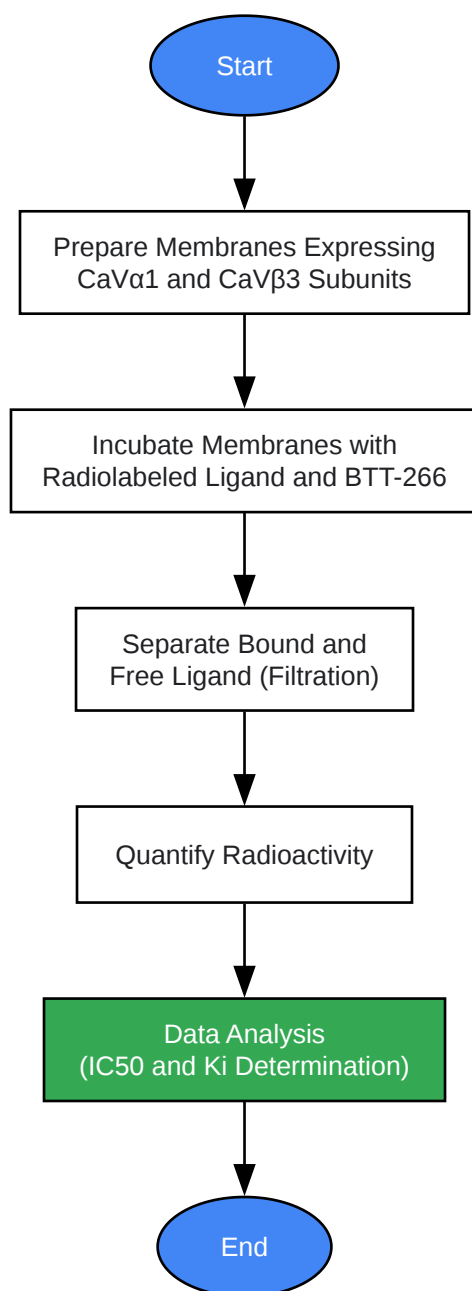 Start
Prepare Membranes Expressing
CaVα1 and CaVβ3 Subunits
Incubate Membranes with
Radiolabeled Ligand and BTT-266
Separate Bound and
Free Ligand (Filtration)
Quantify Radioactivity
Data Analysis
(IC50 and Ki Determination)
End